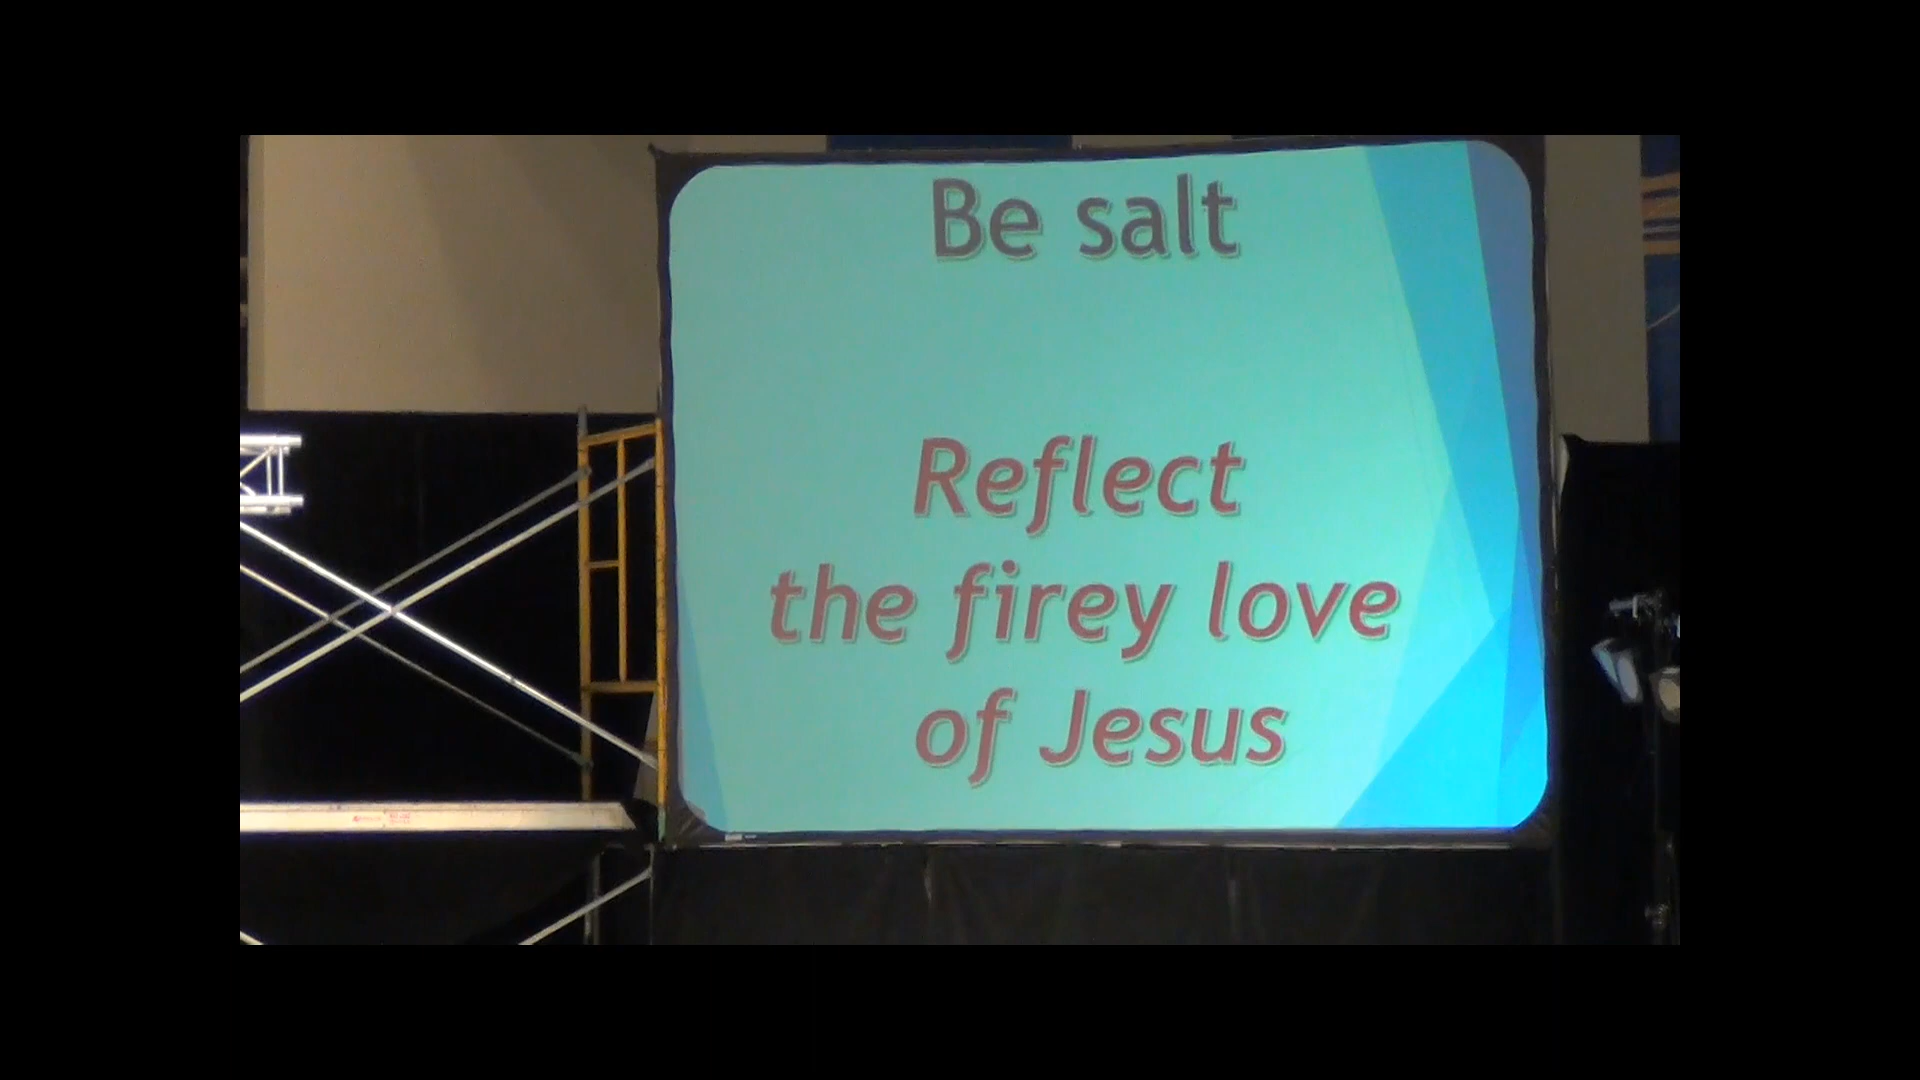 Be salt
Reflect
the firey love
of Jesus